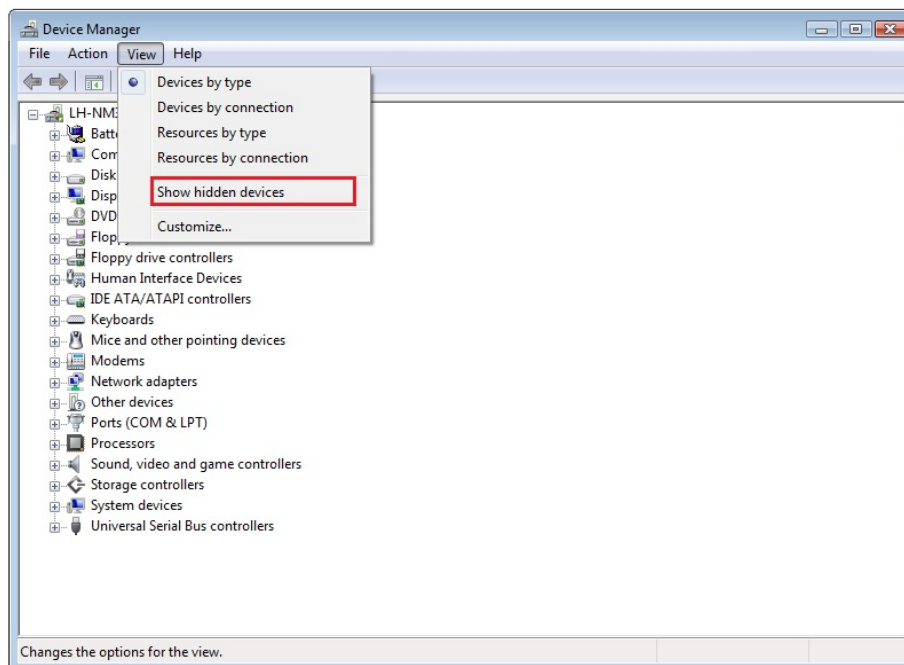 Device Manager
File Action View Help
Devices by type
Devices by connection
Resources by type
Resources by connection
Show hidden devices
Customize...
LH-NM
Batt
Com
Disk
Disp
DVD
Flop
Floppy drive controllers
Human Interface Devices
IDE ATA/ATAPI controllers
Keyboards
Mice and other pointing devices
Modems
Network adapters
Other devices
Ports (COM & LPT)
Processors
Sound, video and game controllers
Storage controllers
System devices
Universal Serial Bus controllers
Changes the options for the view.